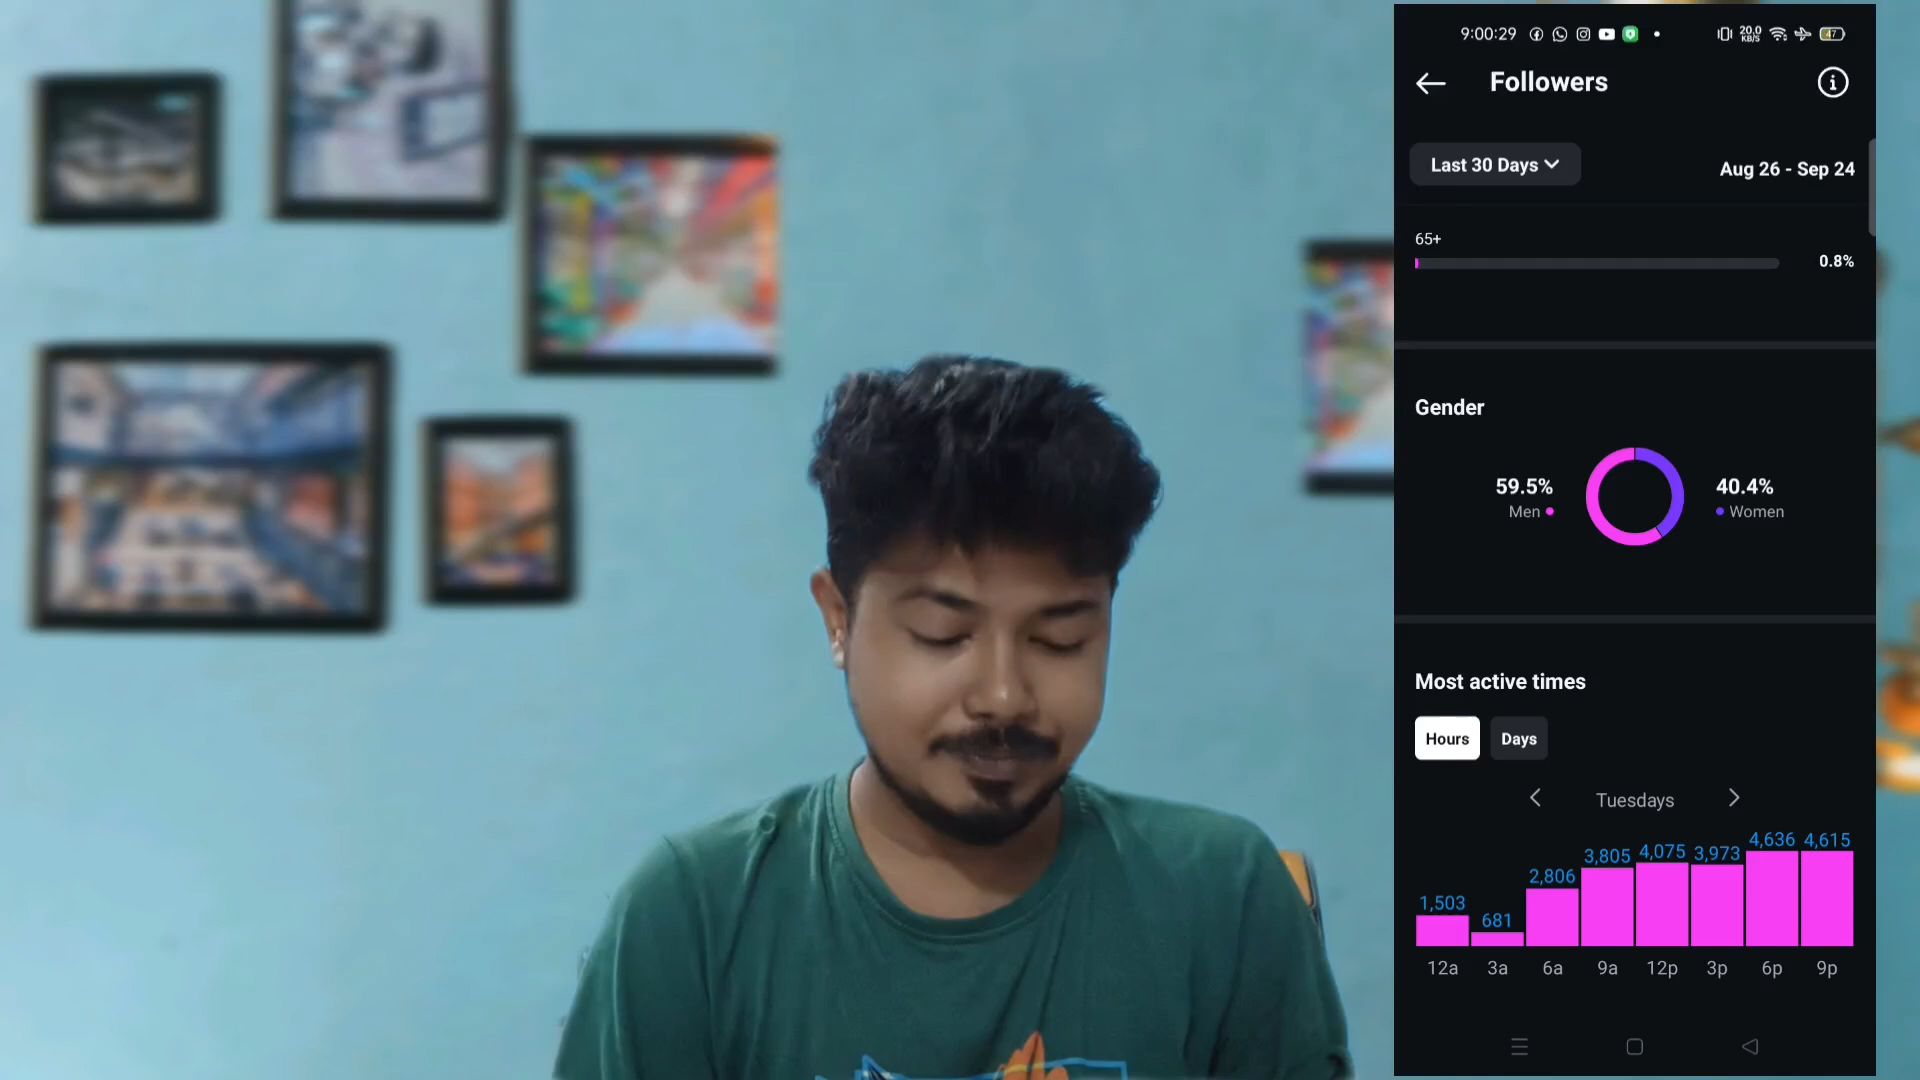 9:00:29
20.0
KB/S
47
Followers
Last 30 Days
Aug 26 - Sep 24
65+
0.8%
Gender
59.5%
Men
40.4%
Women
Most active times
Hours
Days
Tuesdays
1,503
681
2,806
3,805
4,075
3,973
4,636
4,615
12a
3a
6a
9a
12p
3p
6p
9p